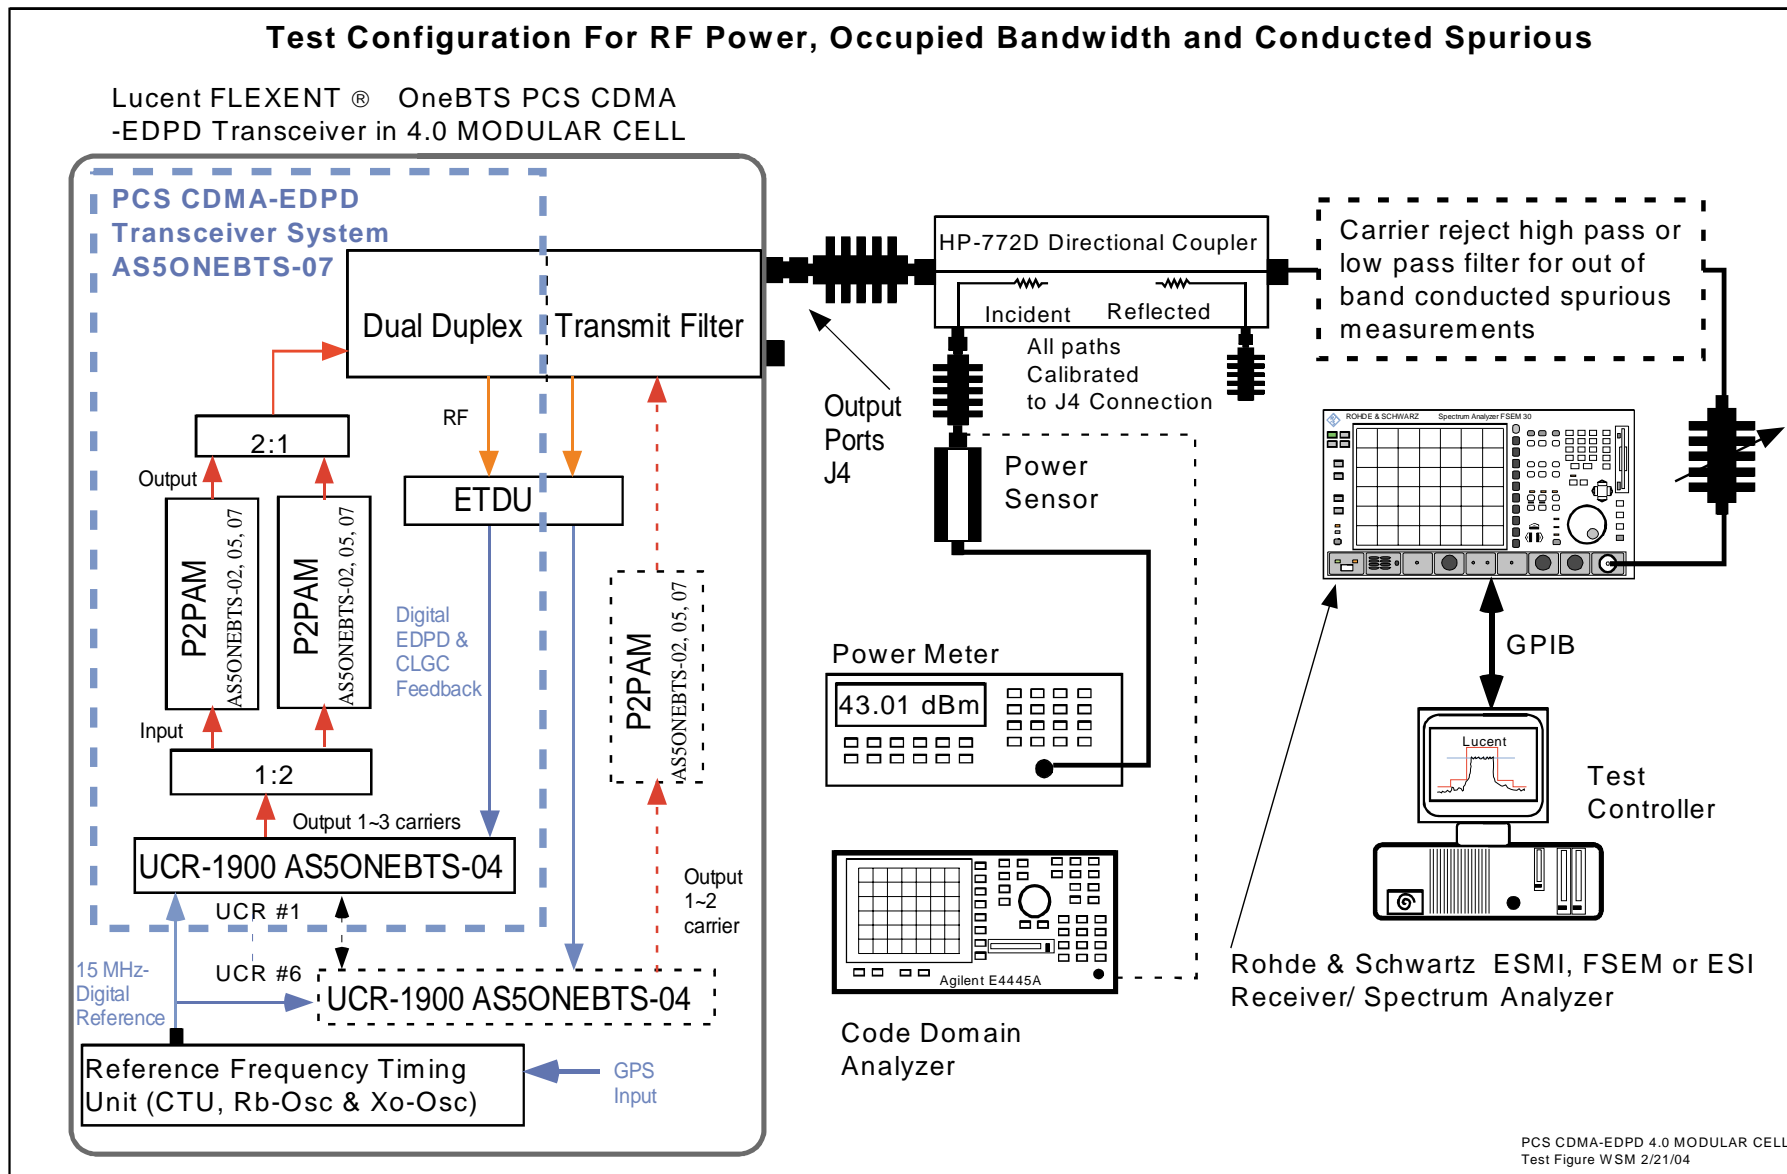 Test Configuration For RF Power, Occupied Bandwidth and Conducted Spurious
Lucent FLEXENT ® OneBTS PCS CDMA
-EDPD Transceiver in 4.0 MODULAR CELL
PCS CDMA-EDPD
Transceiver System
AS5ONEBTS-07
Dual Duplex
Transmit Filter
RF
2:1
Output
ETDU
P2PAM
AS5ONEBTS-02, 05, 07
P2PAM
AS5ONEBTS-02, 05, 07
P2PAM
AS5ONEBTS-02, 05, 07
Digital
EDPD &
CLGC
Feedback
Input
1:2
Output 1~3 carriers
UCR-1900 AS5ONEBTS-04
UCR #1
UCR #6
Output
1~2
carrier
15 MHz-
Digital
Reference
UCR-1900 AS5ONEBTS-04
Reference Frequency Timing
Unit (CTU, Rb-Osc & Xo-Osc)
GPS
Input
Output
Ports
J4
HP-772D Directional Coupler
Incident
Reflected
All paths
Calibrated
to J4 Connection
Power
Sensor
Power Meter
43.01 dBm
Agilent E4445A
Code Domain
Analyzer
Carrier reject high pass or
low pass filter for out of
band conducted spurious
measurements
ROHDE & SCHWARZ
Spectrum Analyzer FSEM 30
GPIB
Lucent
Test
Controller
Rohde & Schwartz ESMI, FSEM or ESI
Receiver/ Spectrum Analyzer
PCS CDMA-EDPD 4.0 MODULAR CELL
Test Figure WSM 2/21/04